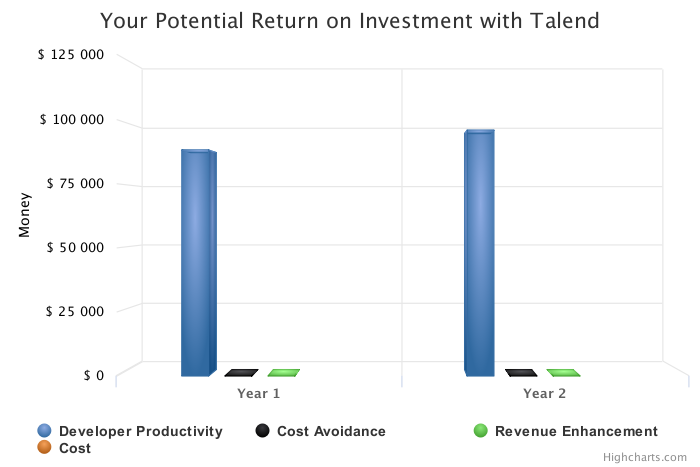 Your Potential Return on Investment with Talend
$ 125 000
$ 100 000
$ 75 000
$ 50 000
$ 25 000
$ 0
Money
Year 1
Year 2
Developer Productivity
Cost Avoidance
Revenue Enhancement
Cost
Highcharts.com